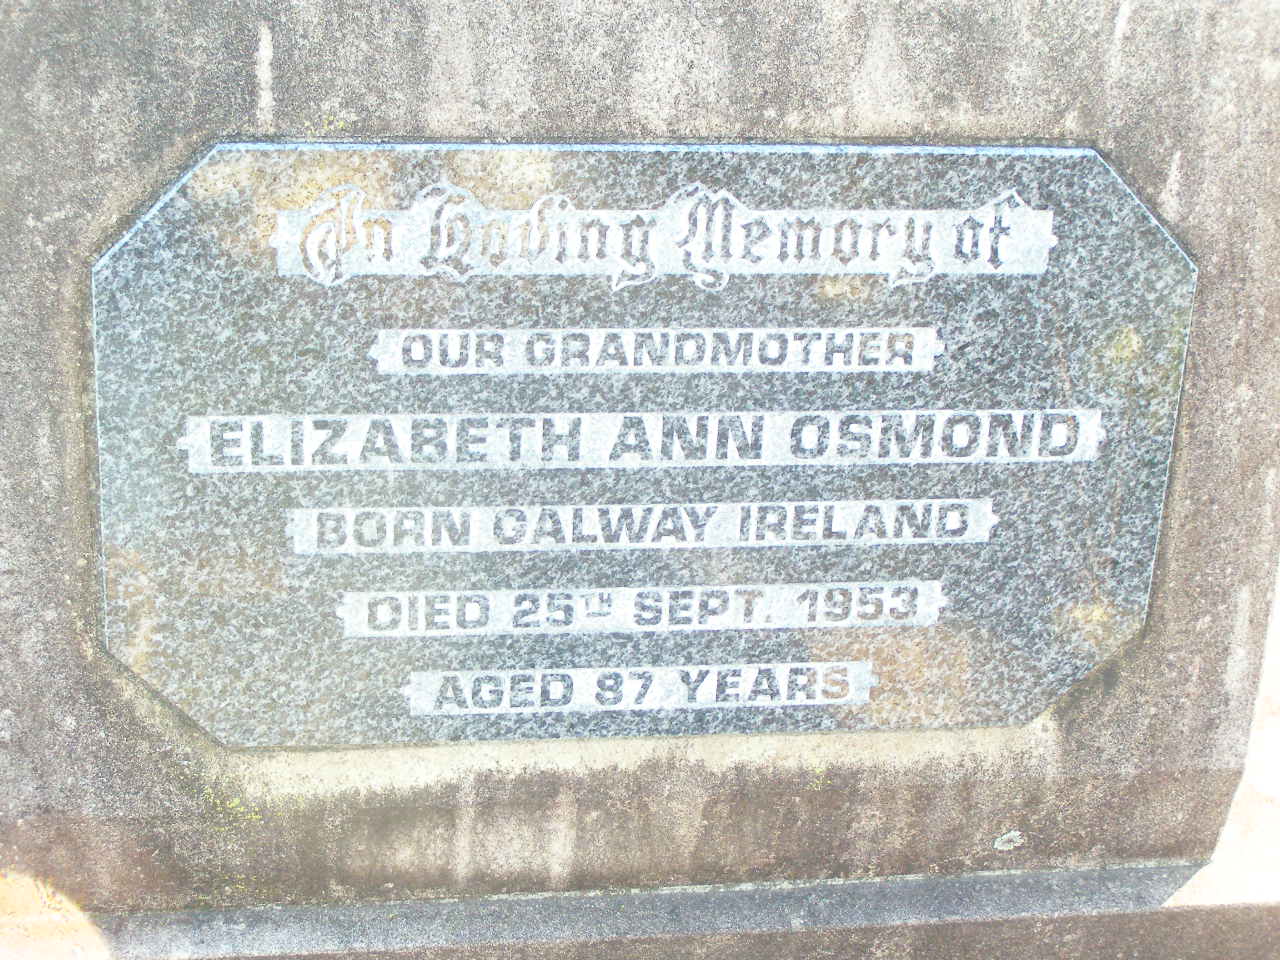 In Loving Memory of
OUR GRANDMOTHER
ELIZABETH ANN OSMOND
BORN GALWAY IRELAND
DIED 25TH SEPT. 1953
AGED 87 YEARS